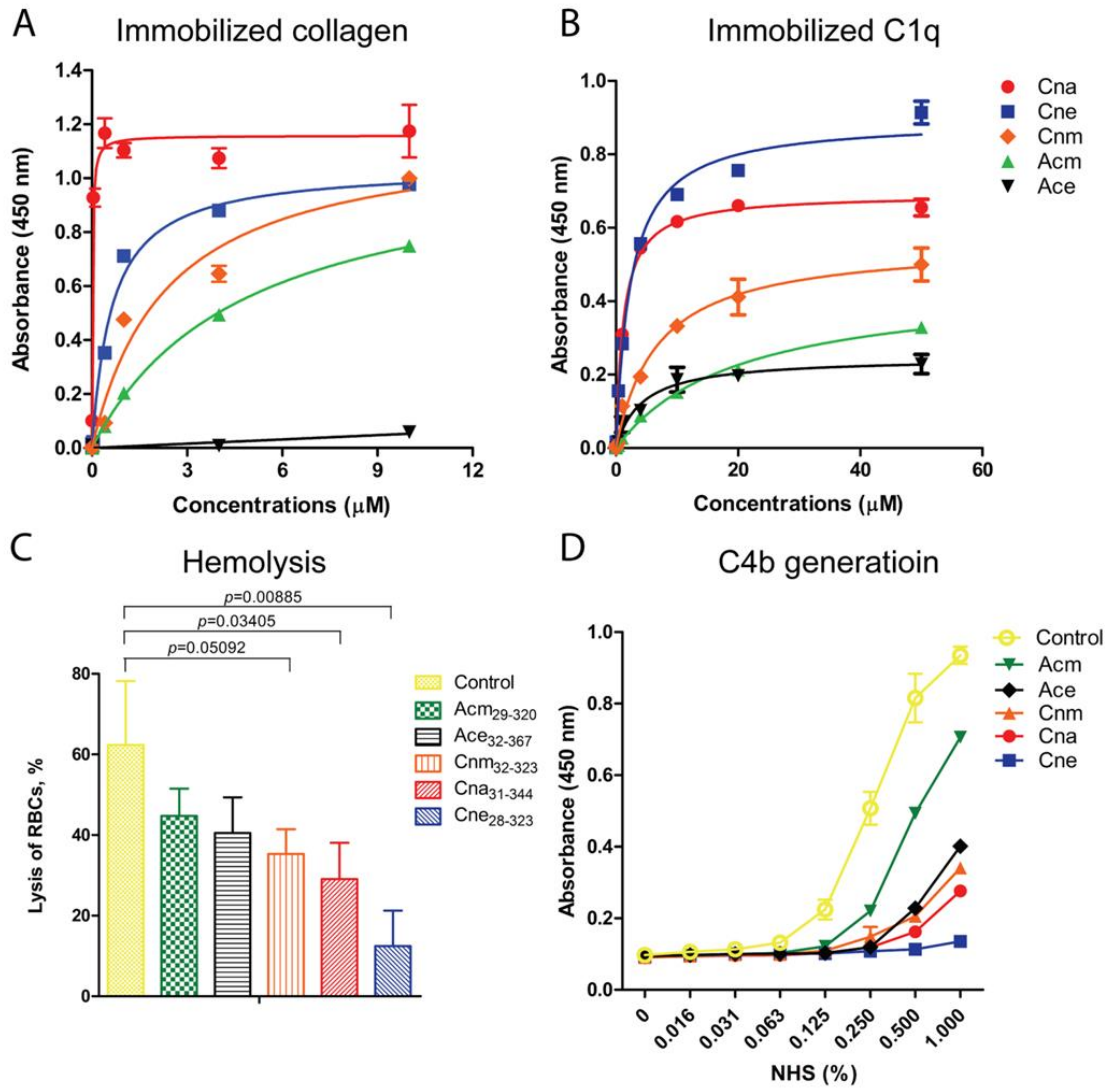 A
Immobilized collagen
1.4
1.2
1.0
0.8
0.6
0.4
0.2
0.0
Absorbance (450 nm)
0
3
6
9
12
Concentrations (μM)
B
Immobilized C1q
1.0
0.8
0.6
0.4
0.2
0.0
Absorbance (450 nm)
0
20
40
60
Concentrations (μM)
Cna
Cne
Cnm
Acm
Ace
C
Hemolysis
p=0.00885
p=0.03405
p=0.05092
80
60
40
20
0
Lysis of RBCs, %
Control
Acm29-320
Ace32-367
Cnm32-323
Cna31-344
Cne28-323
D
C4b generatioin
1.0
0.8
0.6
0.4
0.2
0.0
Absorbance (450 nm)
0
0.016
0.031
0.063
0.125
0.250
0.500
1.000
NHS (%)
Control
Acm
Ace
Cnm
Cna
Cne